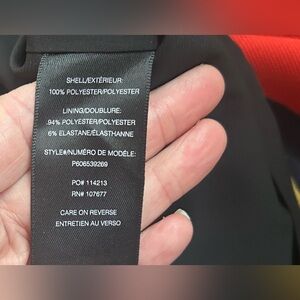 SHELL/EXTÉRIEUR:
100% POLYESTER/POLYESTER
LINING/DOUBLURE:
94% POLYESTER/POLYESTER
6% ELASTANE/ÉLASTHANNE
STYLE#/NUMÉRO DE MODÈLE:
P606539269
PO# 114213
RN# 107677
CARE ON REVERSE
ENTRETIEN AU VERSO